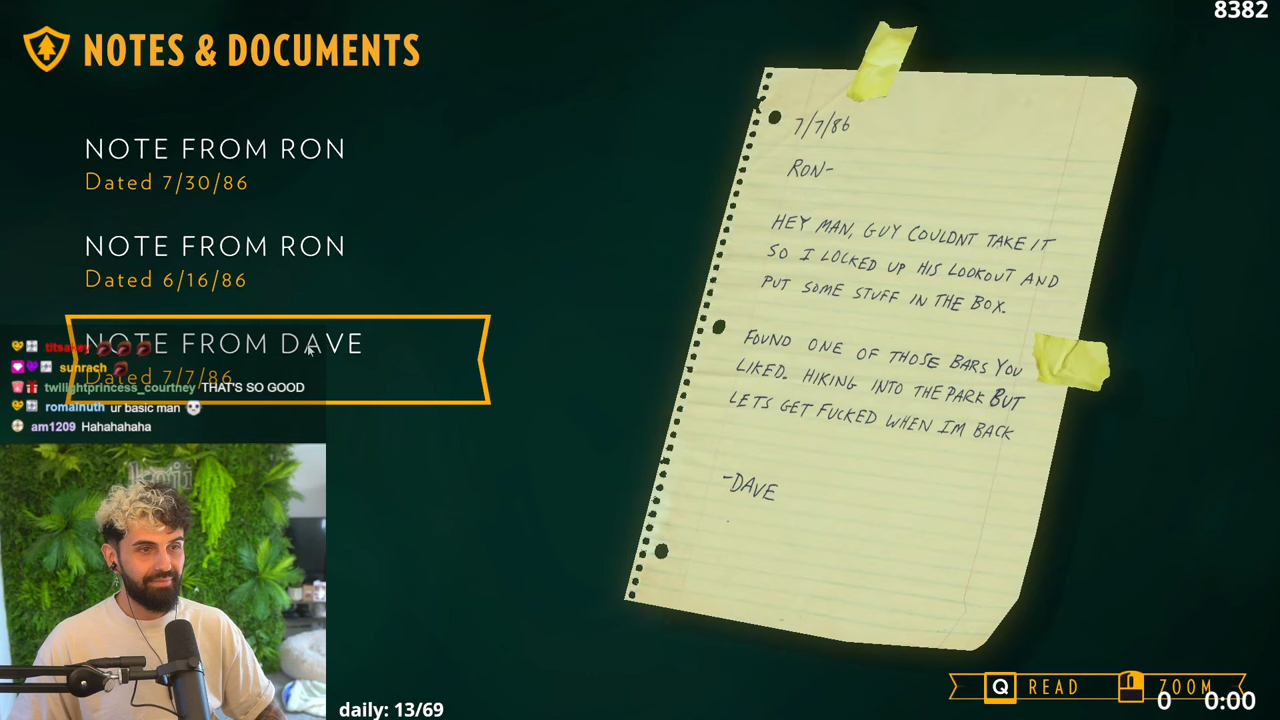 8382
NOTES & DOCUMENTS
NOTE FROM RON
Dated 7/30/86
NOTE FROM RON
Dated 6/16/86
NOTE FROM DAVE
Dated 7/7/86
sunrach
twilightprincess_courtney THAT'S SO GOOD
romainuth ur basic man
am1209 Hahahahaha
7/7/86
RON-
HEY MAN, GUY COULDNT TAKE IT
SO I LOCKED UP HIS LOOKOUT AND
PUT SOME STUFF IN THE BOX.
FOUND ONE OF THOSE BARS YOU
LIKED. HIKING INTO THE PARK BUT
LETS GET FUCKED WHEN IM BACK
-DAVE
daily: 13/69
Q READ ZOOM
0 0:00